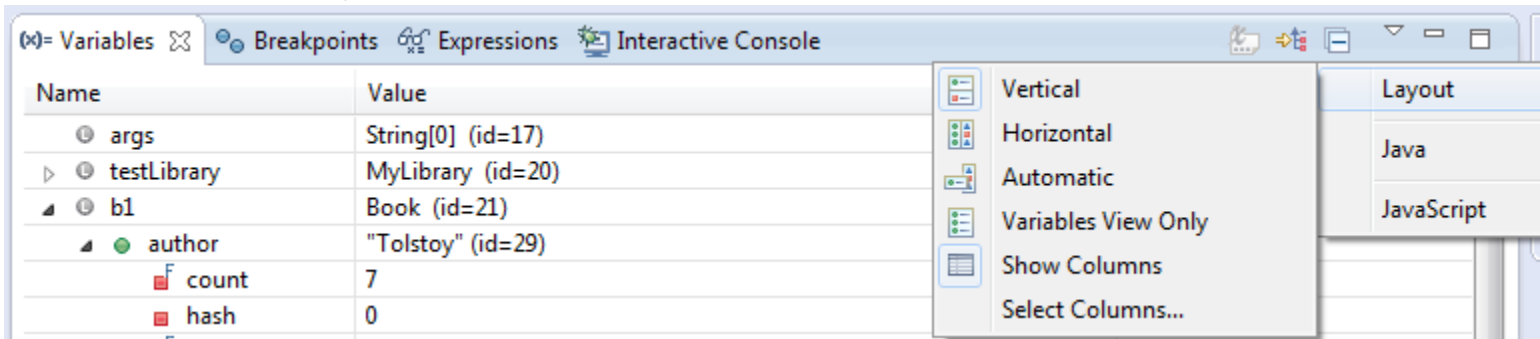 (x)= Variables Breakpoints Expressions Interactive Console
Name Value
args String[0] (id=17)
testLibrary MyLibrary (id=20)
b1 Book (id=21)
author "Tolstoy" (id=29)
count 7
hash 0
Vertical
Horizontal
Automatic
Variables View Only
Show Columns
Select Columns...
Layout
Java
JavaScript